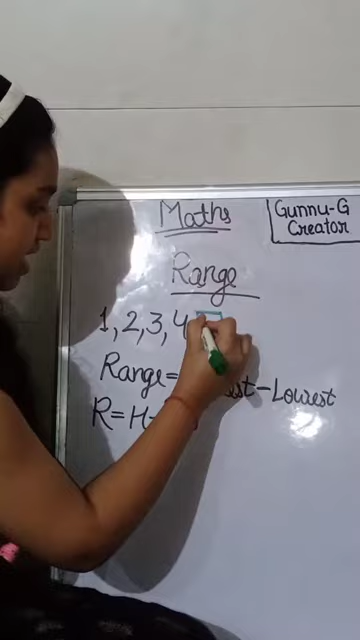 Maths
Gunnu-G
Creator
Range
1, 2, 3, 4
Range = st - Lowest
R = H-